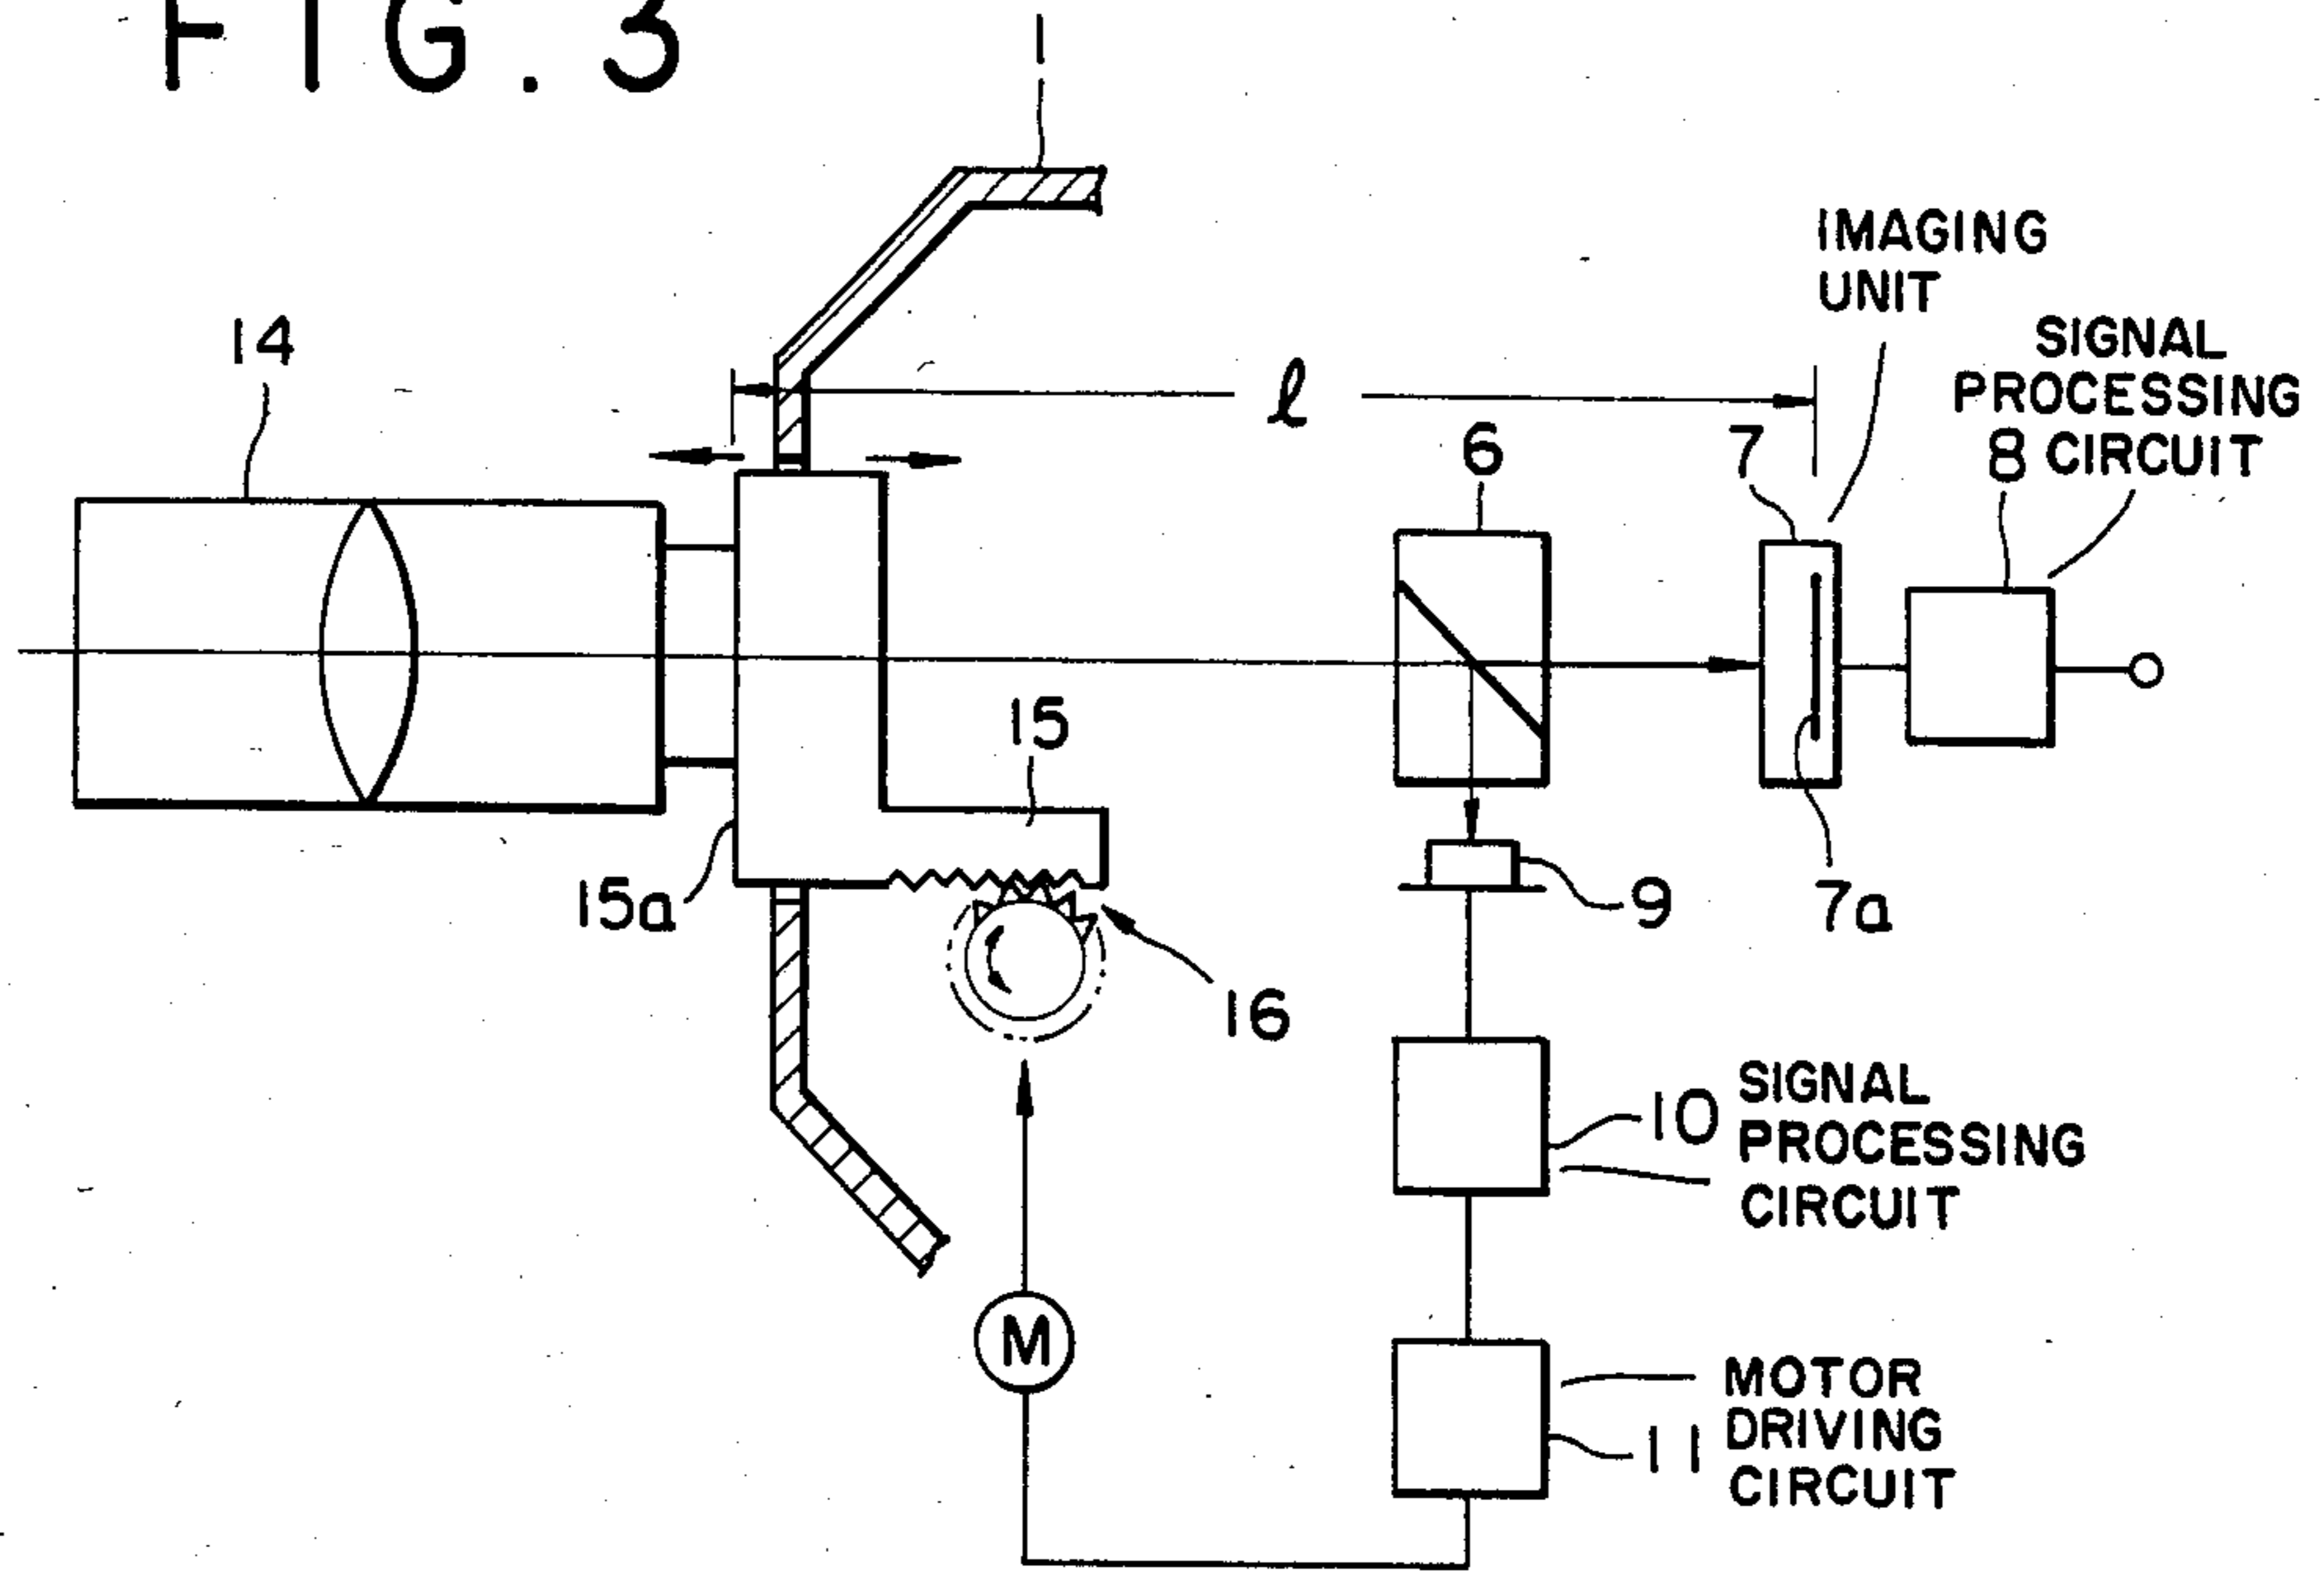 FIG. 3
1
IMAGING
UNIT
14
SIGNAL
PROCESSING
8 CIRCUIT
ℓ
6
7
15
15a
9
7a
16
10 SIGNAL
PROCESSING
CIRCUIT
M
MOTOR
11 DRIVING
CIRCUIT